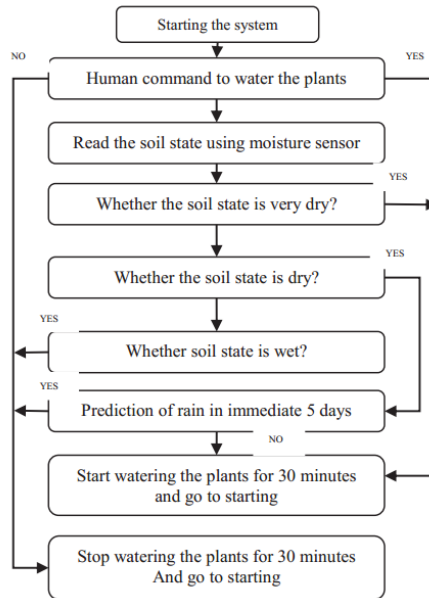 Starting the system
NO
YES
Human command to water the plants
Read the soil state using moisture sensor
YES
Whether the soil state is very dry?
YES
Whether the soil state is dry?
YES
Whether soil state is wet?
YES
Prediction of rain in immediate 5 days
NO
Start watering the plants for 30 minutes
and go to starting
Stop watering the plants for 30 minutes
And go to starting